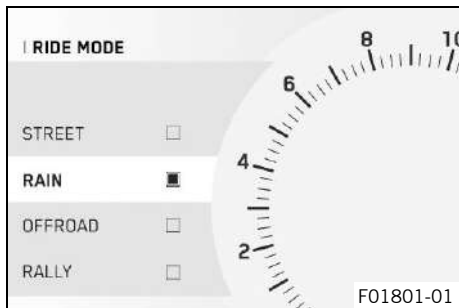 RIDE MODE
STREET
RAIN
OFFROAD
RALLY
10
8
6
4
2
F01801-01